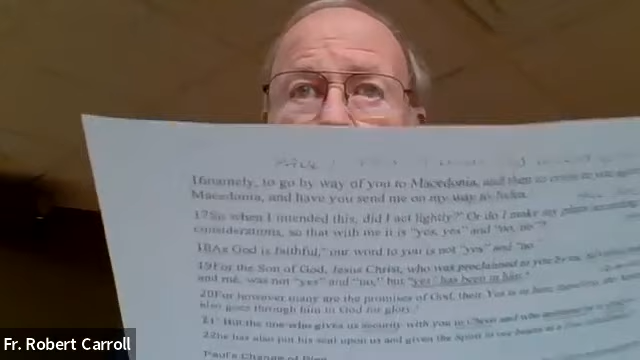 16namely, to go by way of you to Macedonia, and then to come to you again
Macedonia, and have you send me on my way to Judea.
17So when I intended this, did I act lightly?* Or do I make my plans according
considerations, so that with me it is "yes, yes" and "no, no"?
18As God is faithful,* our word to you is not "yes" and "no."
19For the Son of God, Jesus Christ, who was proclaimed to you by us,
and me, was not "yes" and "no," but "yes" has been in him.*
20For however many are the promises of God, their Yes is in him; therefore, the
also goes through him to God for glory.
21* But the one who gives us security with you in Christ and who anointed
22he has also put his seal upon us and given the Spirit in our hearts as a
Paul's Change of Plan
Fr. Robert Carroll